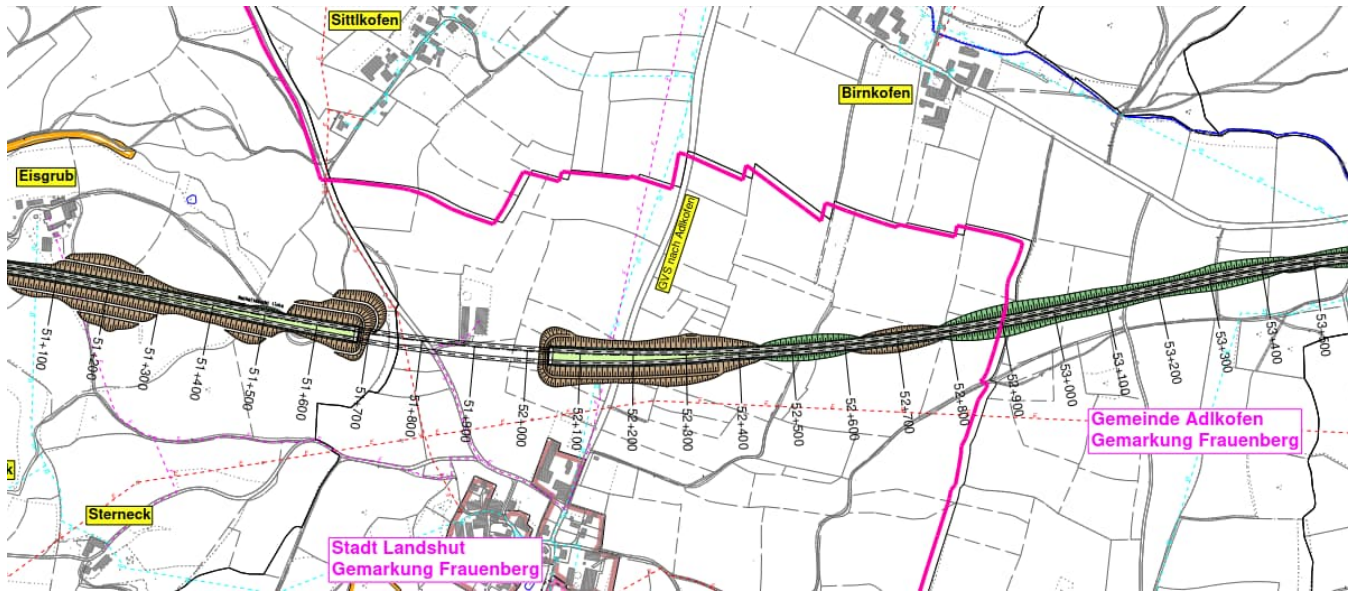 Sittlkofen
Birnkofen
Eisgrub
GVS nach Adlkofen
51+100
51+200
51+300
51+400
51+500
51+600
51+700
51+800
51+900
52+000
52+100
52+200
52+300
52+400
52+500
52+600
52+700
52+800
52+900
53+000
53+100
53+200
53+300
53+400
53+500
Gemeinde Adlkofen
Gemarkung Frauenberg
k
Sterneck
Stadt Landshut
Gemarkung Frauenberg